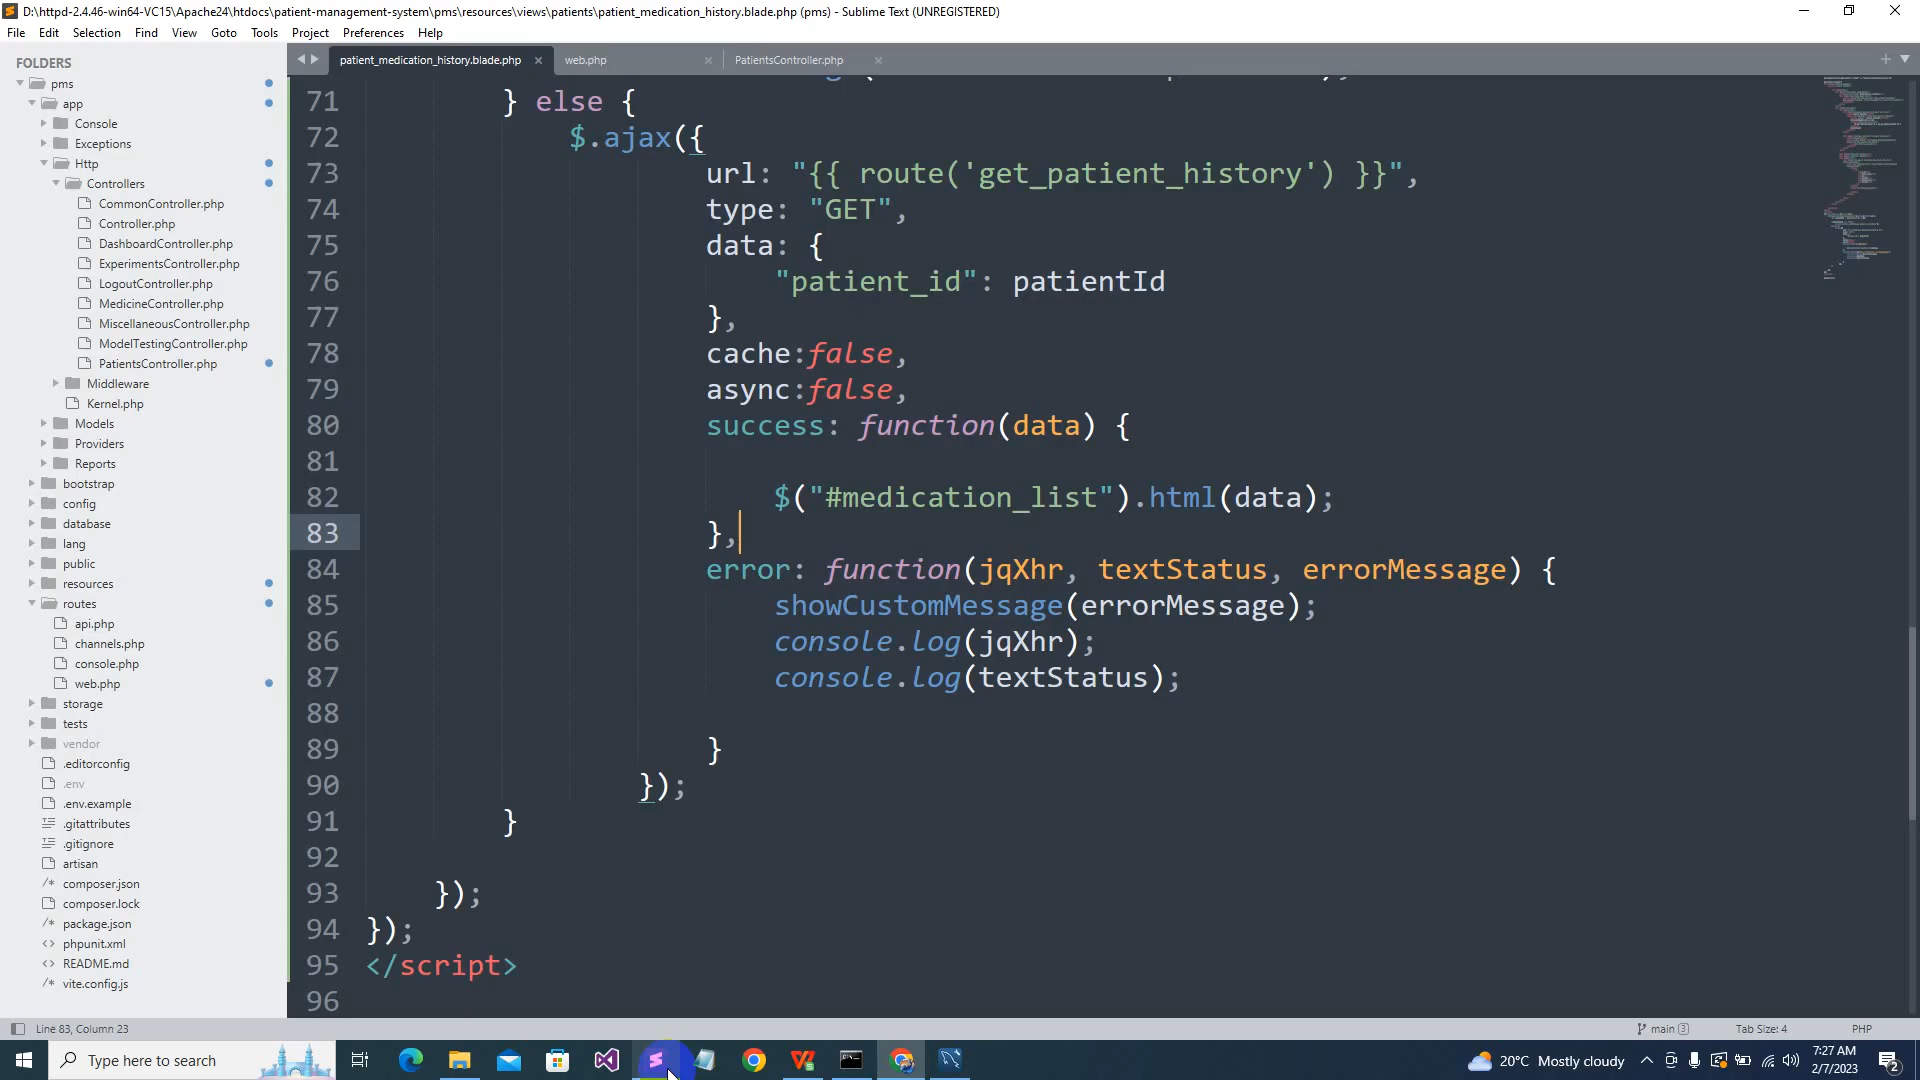 D:\httpd-2.4.46-win64-VC15\Apache24\htdocs\patient-management-system\pms\resources\views\patients\patient_medication_history.blade.php (pms) - Sublime Text (UNREGISTERED)
File Edit Selection Find View Goto Tools Project Preferences Help
FOLDERS
pms
app
Console
Exceptions
Http
Controllers
CommonController.php
Controller.php
DashboardController.php
ExperimentsController.php
LogoutController.php
MedicineController.php
MiscellaneousController.php
ModelTestingController.php
PatientsController.php
Middleware
Kernel.php
Models
Providers
Reports
bootstrap
config
database
lang
public
resources
routes
api.php
channels.php
console.php
web.php
storage
tests
vendor
.editorconfig
.env
.env.example
.gitattributes
.gitignore
artisan
composer.json
composer.lock
package.json
phpunit.xml
README.md
vite.config.js
patient_medication_history.blade.php web.php PatientsController.php
71 } else {
72 $.ajax({
73 url: "{{ route('get_patient_history') }}",
74 type: "GET",
75 data: {
76 "patient_id": patientId
77 },
78 cache:false,
79 async:false,
80 success: function(data) {
81
82 $("#medication_list").html(data);
83 },
84 error: function(jqXhr, textStatus, errorMessage) {
85 showCustomMessage(errorMessage);
86 console.log(jqXhr);
87 console.log(textStatus);
88
89 }
90 });
91 }
92
93 });
94 });
95 </script>
96
Line 83, Column 23 main 3 Tab Size: 4 PHP
Type here to search 20°C Mostly cloudy 7:27 AM
2/7/2023 2